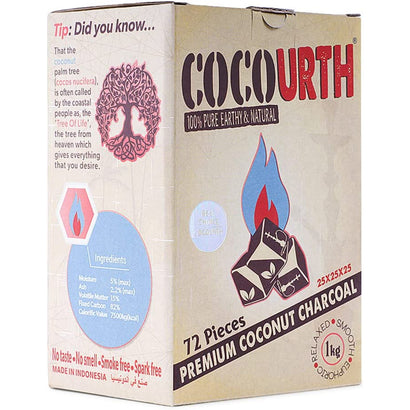 Tip: Did you know...
That the
coconut
palm tree
(cocos nucifera),
is often called
by the coastal
people as, the
"Tree Of Life",
the tree from
heaven which
gives everything
that you desire.
Ingredients
Moisture 5% (max)
Ash 2,2% (max)
Volatile Matter 15%
Fixed Carbon 82%
Calorific Value 7500kg(kcal)
No taste • No smell • Smoke free • Spark free
MADE IN INDONESIA صنع في اندونيسيا
COCOURTH®
100% PURE EARTHY & NATURAL
25X25X25
72 Pieces
PREMIUM COCONUT CHARCOAL
RELAXED • SMOOTH • EUPHORIC
1kg